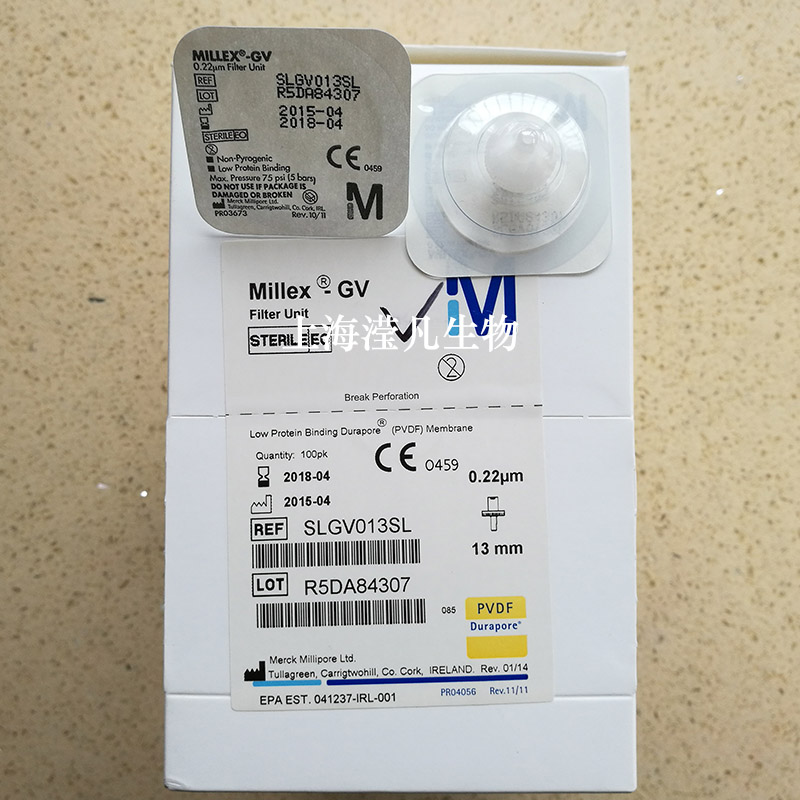 MILLEX®-GV
0.22µm Filter Unit
REF SLGV013SL
LOT R5DA84307
2015-04
2018-04
STERILE EO
Non-Pyrogenic
Low Protein Binding
CE 0459
Max. Pressure 75 psi (5 bars)
DO NOT USE IF PACKAGE IS
DAMAGED OR BROKEN
Merck Millipore Ltd.
Tullagreen, Carrigtwohill, Co. Cork, IRL.
PR03673 Rev. 10/11
M
Millex®-GV
M
Filter Unit
STERILE EO
上海滢凡生物
2
Break Perforation
Low Protein Binding Durapore® (PVDF) Membrane
Quantity: 100pk
CE 0459
2018-04
0.22µm
2015-04
REF SLGV013SL
13 mm
LOT R5DA84307
085
PVDF
Durapore®
Merck Millipore Ltd.
Tullagreen, Carrigtwohill, Co. Cork, IRELAND. Rev. 01/14
EPA EST. 041237-IRL-001
PR04056 Rev.11/11